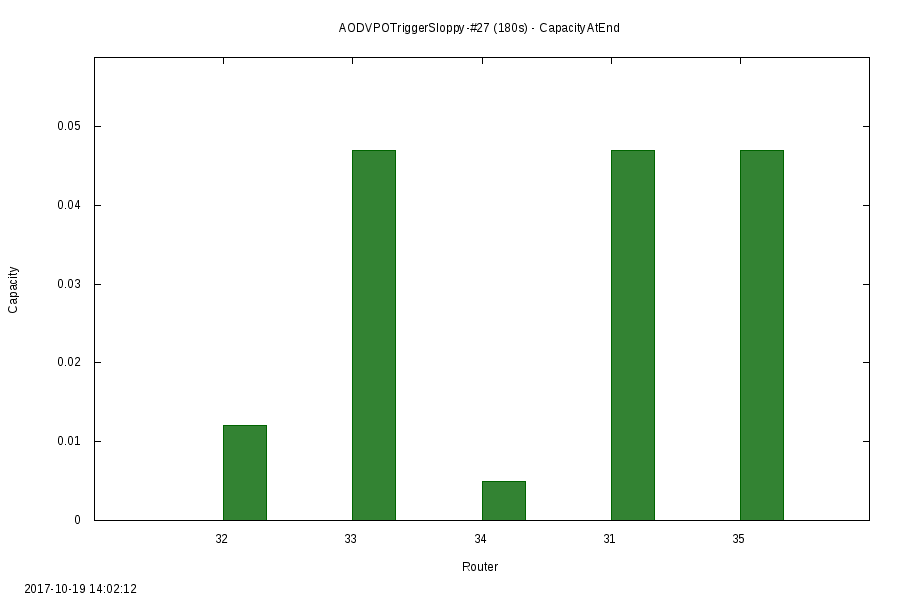 AODVPOTriggerSloppy-#27 (180s) - CapacityAtEnd
0.05
0.04
0.03
0.02
0.01
0
Capacity
32 33 34 31 35
Router
2017-10-19 14:02:12